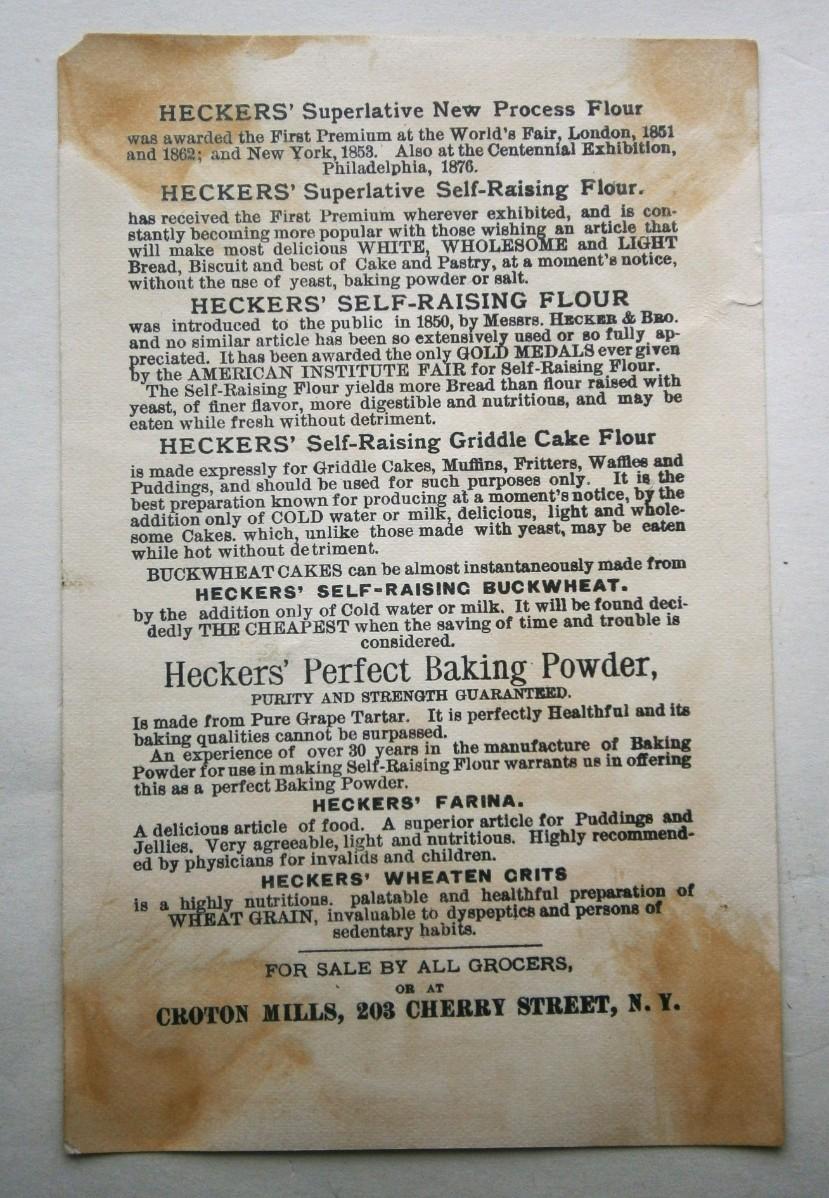 HECKERS' Superlative New Process Flour
was awarded the First Premium at the World's Fair, London, 1851
and 1862; and New York, 1853. Also at the Centennial Exhibition,
Philadelphia, 1876.
HECKERS' Superlative Self-Raising Flour.
has received the First Premium wherever exhibited, and is con-
stantly becoming more popular with those wishing an article that
will make most delicious WHITE, WHOLESOME and LIGHT
Bread, Biscuit and best of Cake and Pastry, at a moment's notice,
without the use of yeast, baking powder or salt.
HECKERS' SELF-RAISING FLOUR
was introduced to the public in 1850, by Messrs. HECKER & BRO.
and no similar article has been so extensively used or so fully ap-
preciated. It has been awarded the only GOLD MEDALS ever given
by the AMERICAN INSTITUTE FAIR for Self-Raising Flour.
The Self-Raising Flour yields more Bread than flour raised with
yeast, of finer flavor, more digestible and nutritious, and may be
eaten while fresh without detriment.
HECKERS' Self-Raising Griddle Cake Flour
is made expressly for Griddle Cakes, Muffins, Fritters, Waffles and
Puddings, and should be used for such purposes only. It is the
best preparation known for producing at a moment's notice, by the
addition only of COLD water or milk, delicious, light and whole-
some Cakes. which, unlike those made with yeast, may be eaten
while hot without detriment.
BUCKWHEAT CAKES can be almost instantaneously made from
HECKERS' SELF-RAISING BUCKWHEAT.
by the addition only of Cold water or milk. It will be found deci-
dedly THE CHEAPEST when the saving of time and trouble is
considered.
Heckers' Perfect Baking Powder,
PURITY AND STRENGTH GUARANTEED.
Is made from Pure Grape Tartar. It is perfectly Healthful and its
baking qualities cannot be surpassed.
An experience of over 30 years in the manufacture of Baking
Powder for use in making Self-Raising Flour warrants us in offering
this as a perfect Baking Powder.
HECKERS' FARINA.
A delicious article of food. A superior article for Puddings and
Jellies. Very agreeable, light and nutritious. Highly recommend-
ed by physicians for invalids and children.
HECKERS' WHEATEN GRITS
is a highly nutritious. palatable and healthful preparation of
WHEAT GRAIN, invaluable to dyspeptics and persons of
sedentary habits.
FOR SALE BY ALL GROCERS,
OR AT
CROTON MILLS, 203 CHERRY STREET, N. Y.